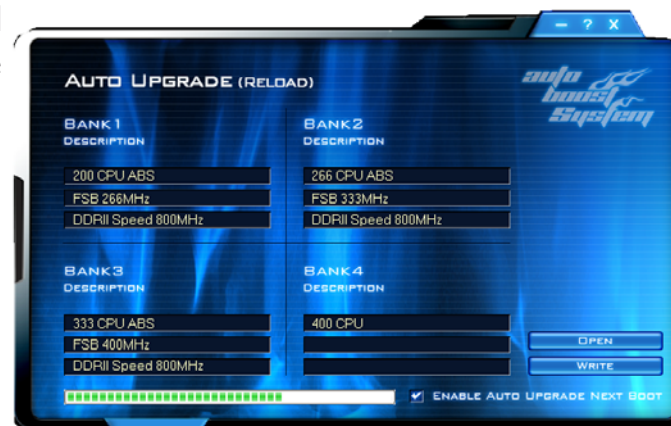 − ? X
auto
boost
System
AUTO UPGRADE (RELOAD)
BANK1
DESCRIPTION
200 CPU ABS
FSB 266MHz
DDRII Speed 800MHz
BANK2
DESCRIPTION
266 CPU ABS
FSB 333MHz
DDRII Speed 800MHz
BANK3
DESCRIPTION
333 CPU ABS
FSB 400MHz
DDRII Speed 800MHz
BANK4
DESCRIPTION
400 CPU
OPEN
WRITE
ENABLE AUTO UPGRADE NEXT BOOT